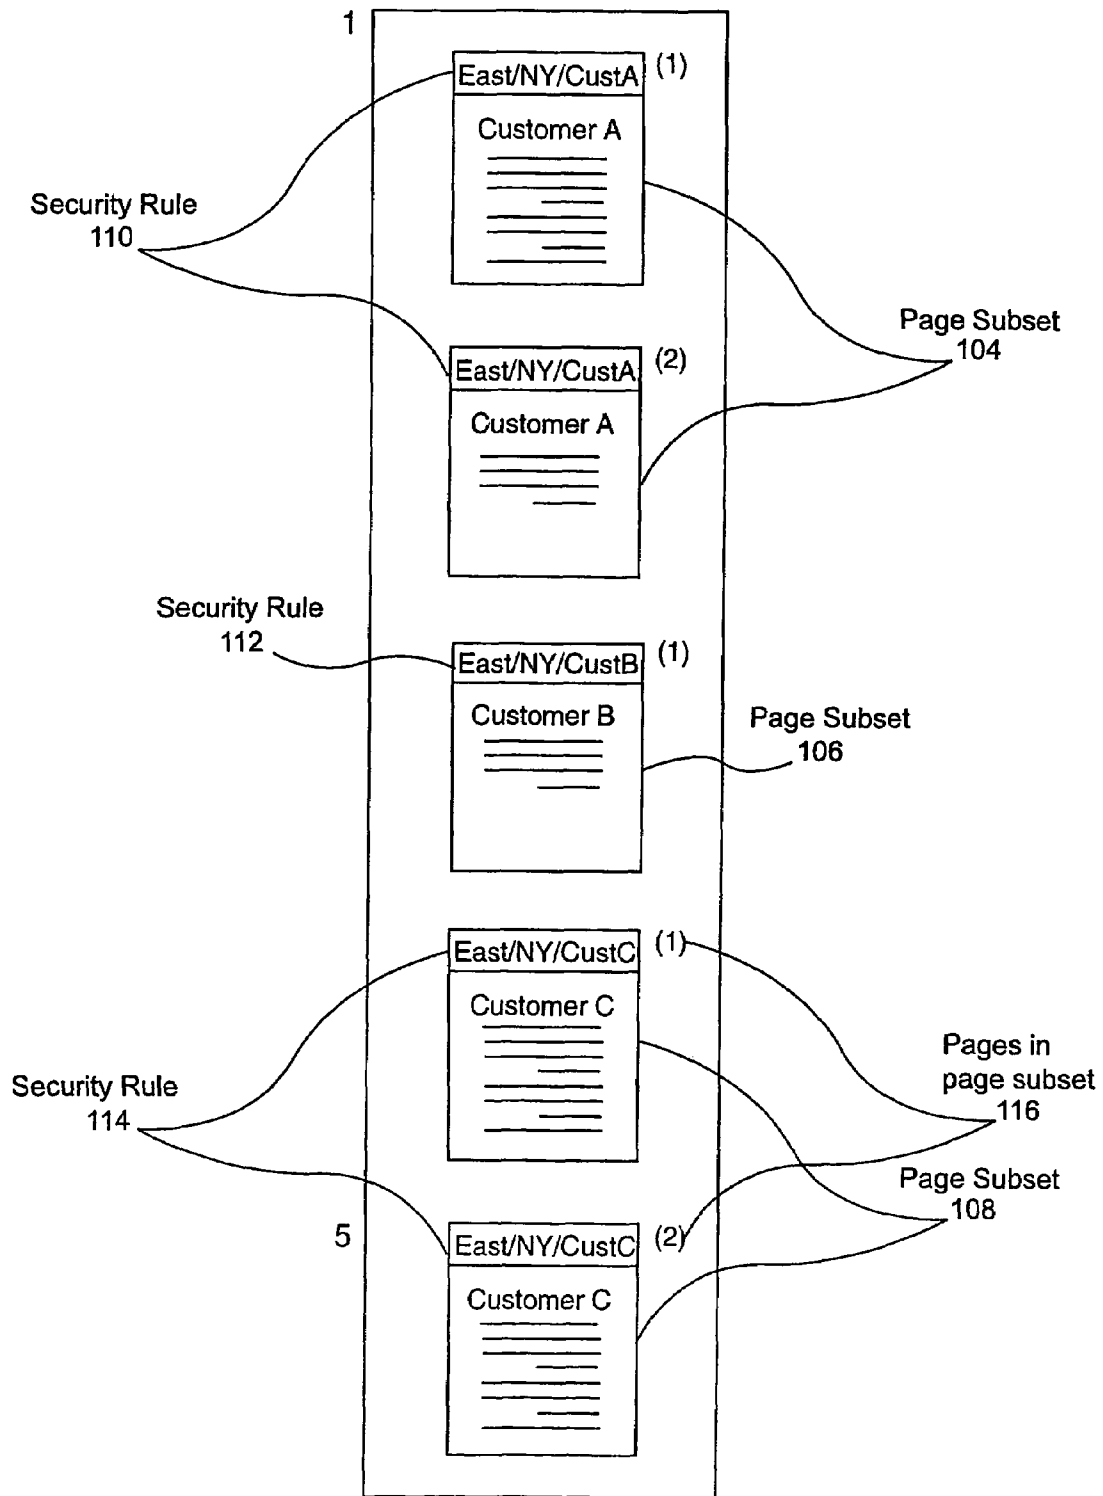 1
East/NY/CustA (1)
Customer A
Security Rule
110
Page Subset
104
East/NY/CustA (2)
Customer A
Security Rule
112
East/NY/CustB (1)
Customer B
Page Subset
106
East/NY/CustC (1)
Customer C
Pages in
page subset
116
Security Rule
114
Page Subset
108
5
East/NY/CustC (2)
Customer C